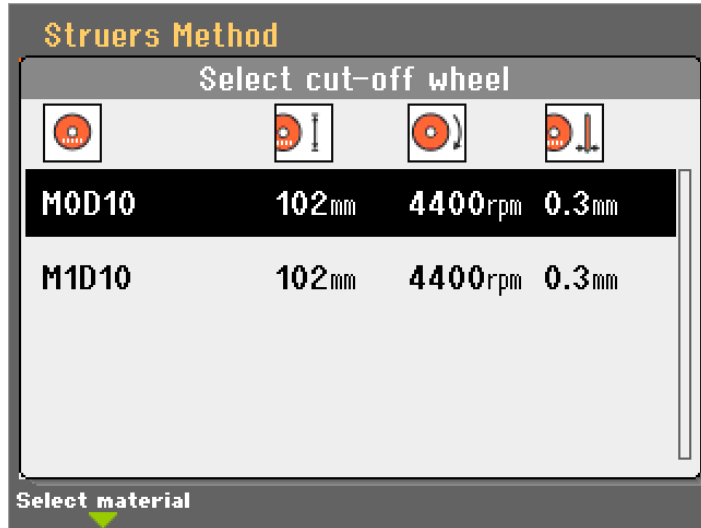 Struers Method
Select cut-off wheel
M0D10 102mm 4400rpm 0.3mm
M1D10 102mm 4400rpm 0.3mm
Select material